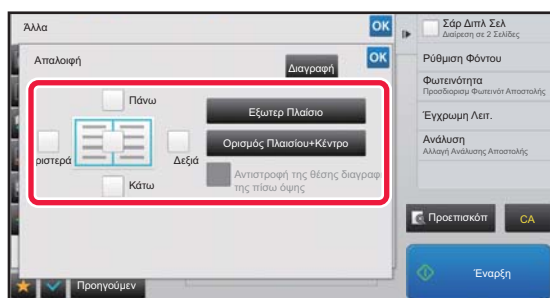 Άλλα
OK
Απαλοιφή
Διαγραφή
OK
Πάνω
ριστερά
Δεξιά
Κάτω
Εξωτερ Πλαίσιο
Ορισμός Πλαισίου+Κέντρο
Αντιστροφή της θέσης διαγραφ
της πίσω όψης
Προηγούμεν
Σάρ Διπλ Σελ
Διαίρεση σε 2 Σελίδες
Ρύθμιση Φόντου
Φωτεινότητα
Προσδιορισμ Φωτεινότ Αποστολής
Έγχρωμη Λειτ.
Ανάλυση
Αλλαγή Ανάλυσης Αποστολής
Προεπισκόπ
CA
Έναρξη